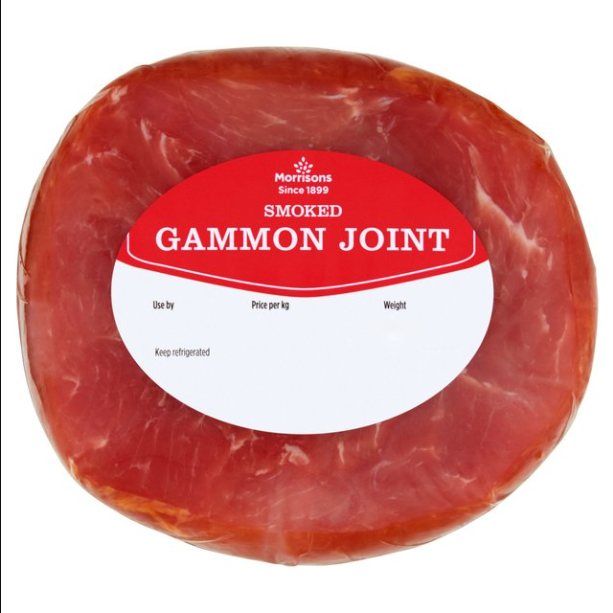 Morrisons
Since 1899
SMOKED
GAMMON JOINT
Use by Price per kg Weight
Keep refrigerated